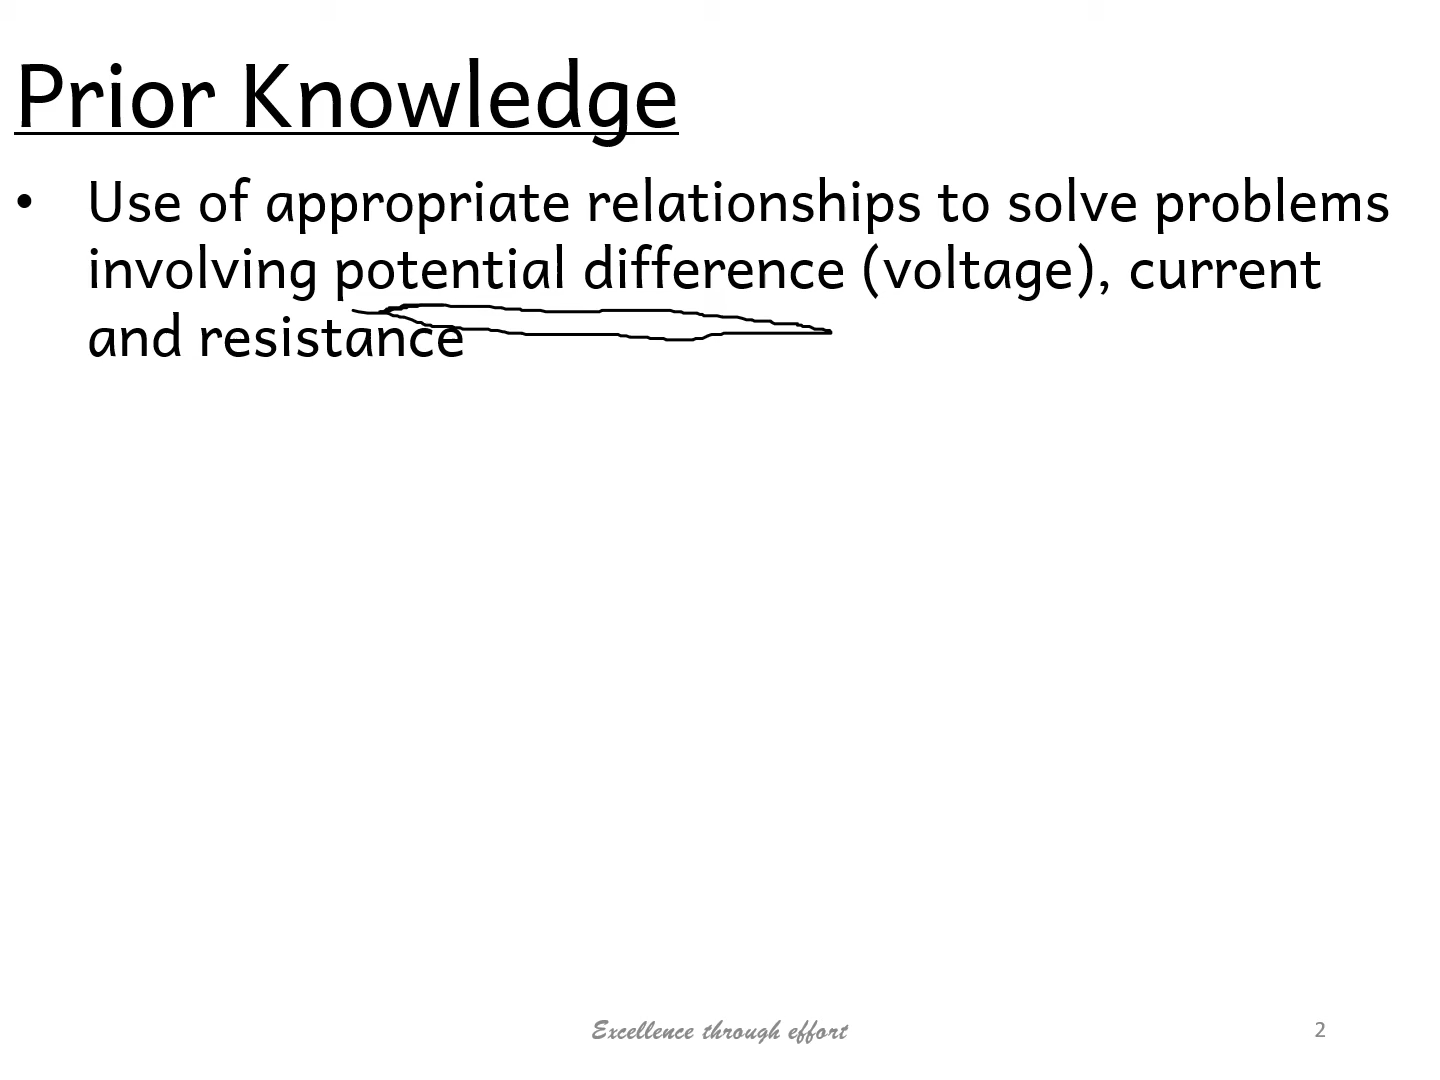 Prior Knowledge
• Use of appropriate relationships to solve problems
involving potential difference (voltage), current
and resistance
Excellence through effort
2